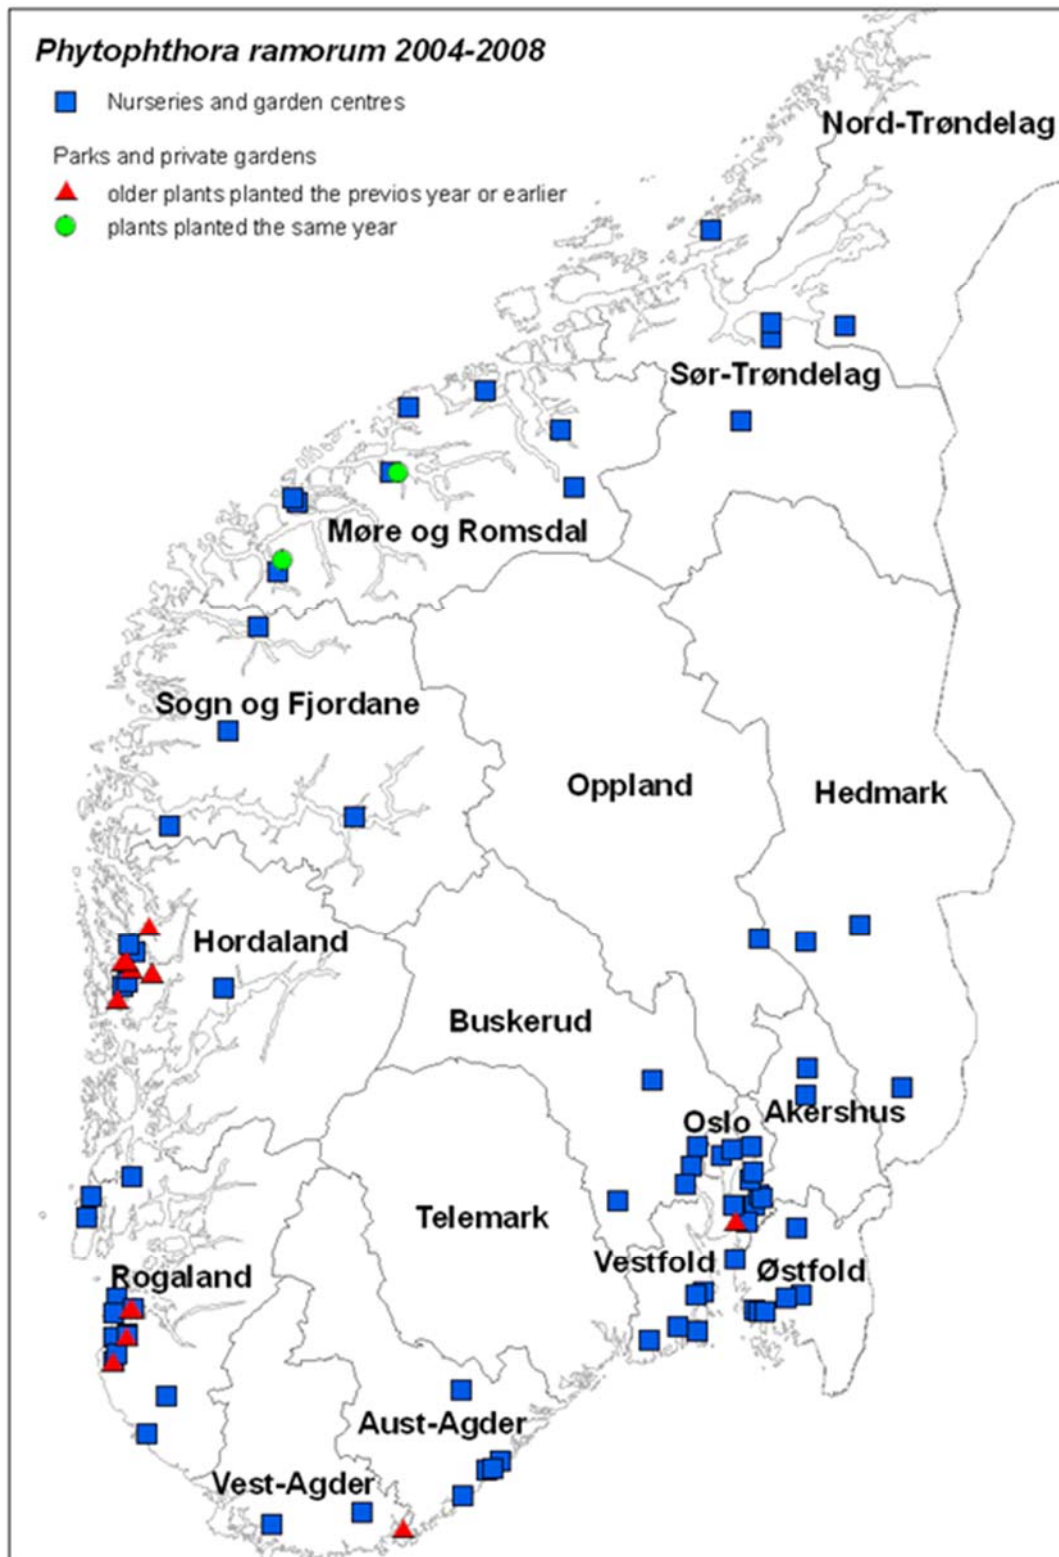 Phytophthora ramorum 2004-2008
Nurseries and garden centres
Parks and private gardens
older plants planted the previos year or earlier
plants planted the same year
Nord-Trøndelag
Sør-Trøndelag
Møre og Romsdal
Sogn og Fjordane
Oppland
Hedmark
Hordaland
Buskerud
Oslo
Akershus
Telemark
Vestfold
Østfold
Rogaland
Aust-Agder
Vest-Agder